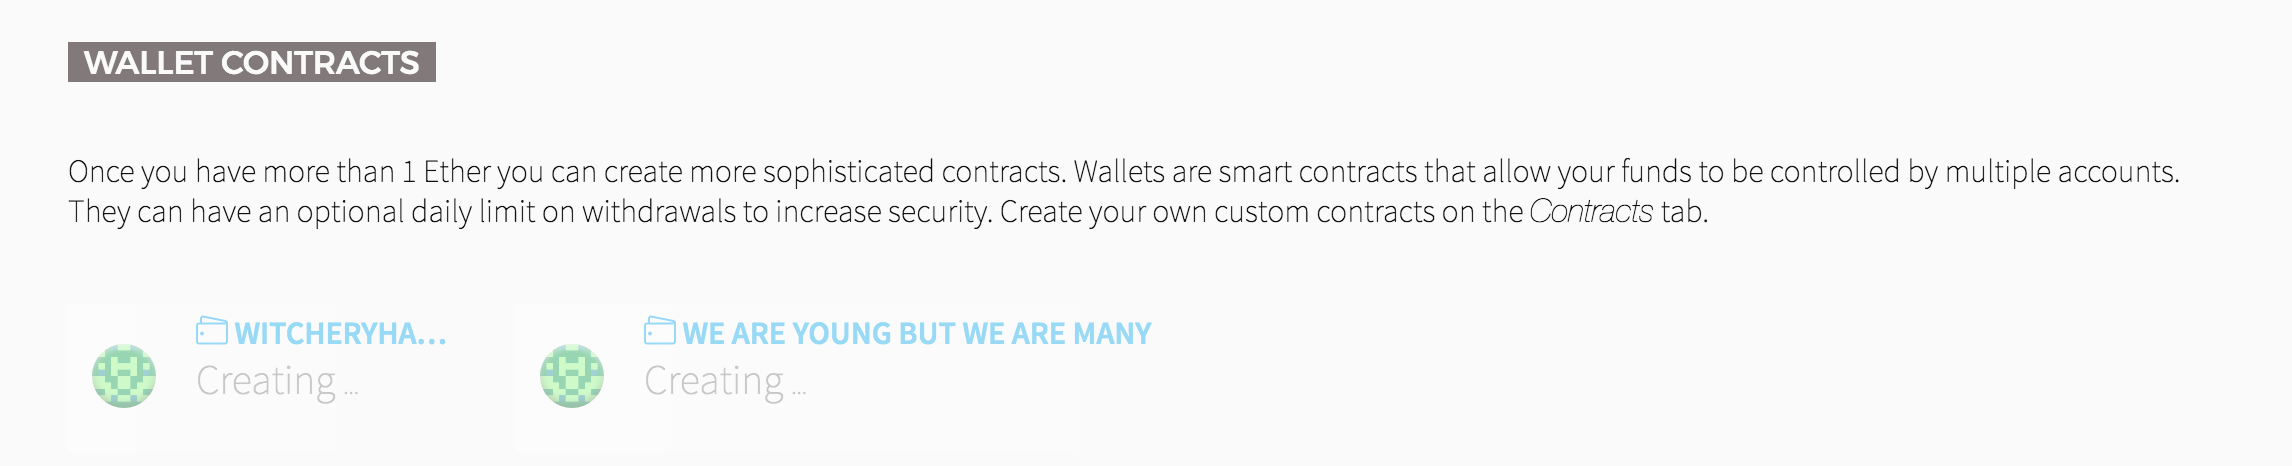 WALLET CONTRACTS
Once you have more than 1 Ether you can create more sophisticated contracts. Wallets are smart contracts that allow your funds to be controlled by multiple accounts.
They can have an optional daily limit on withdrawals to increase security. Create your own custom contracts on the Contracts tab.
WITCHERYHA...
Creating ...
WE ARE YOUNG BUT WE ARE MANY
Creating ...